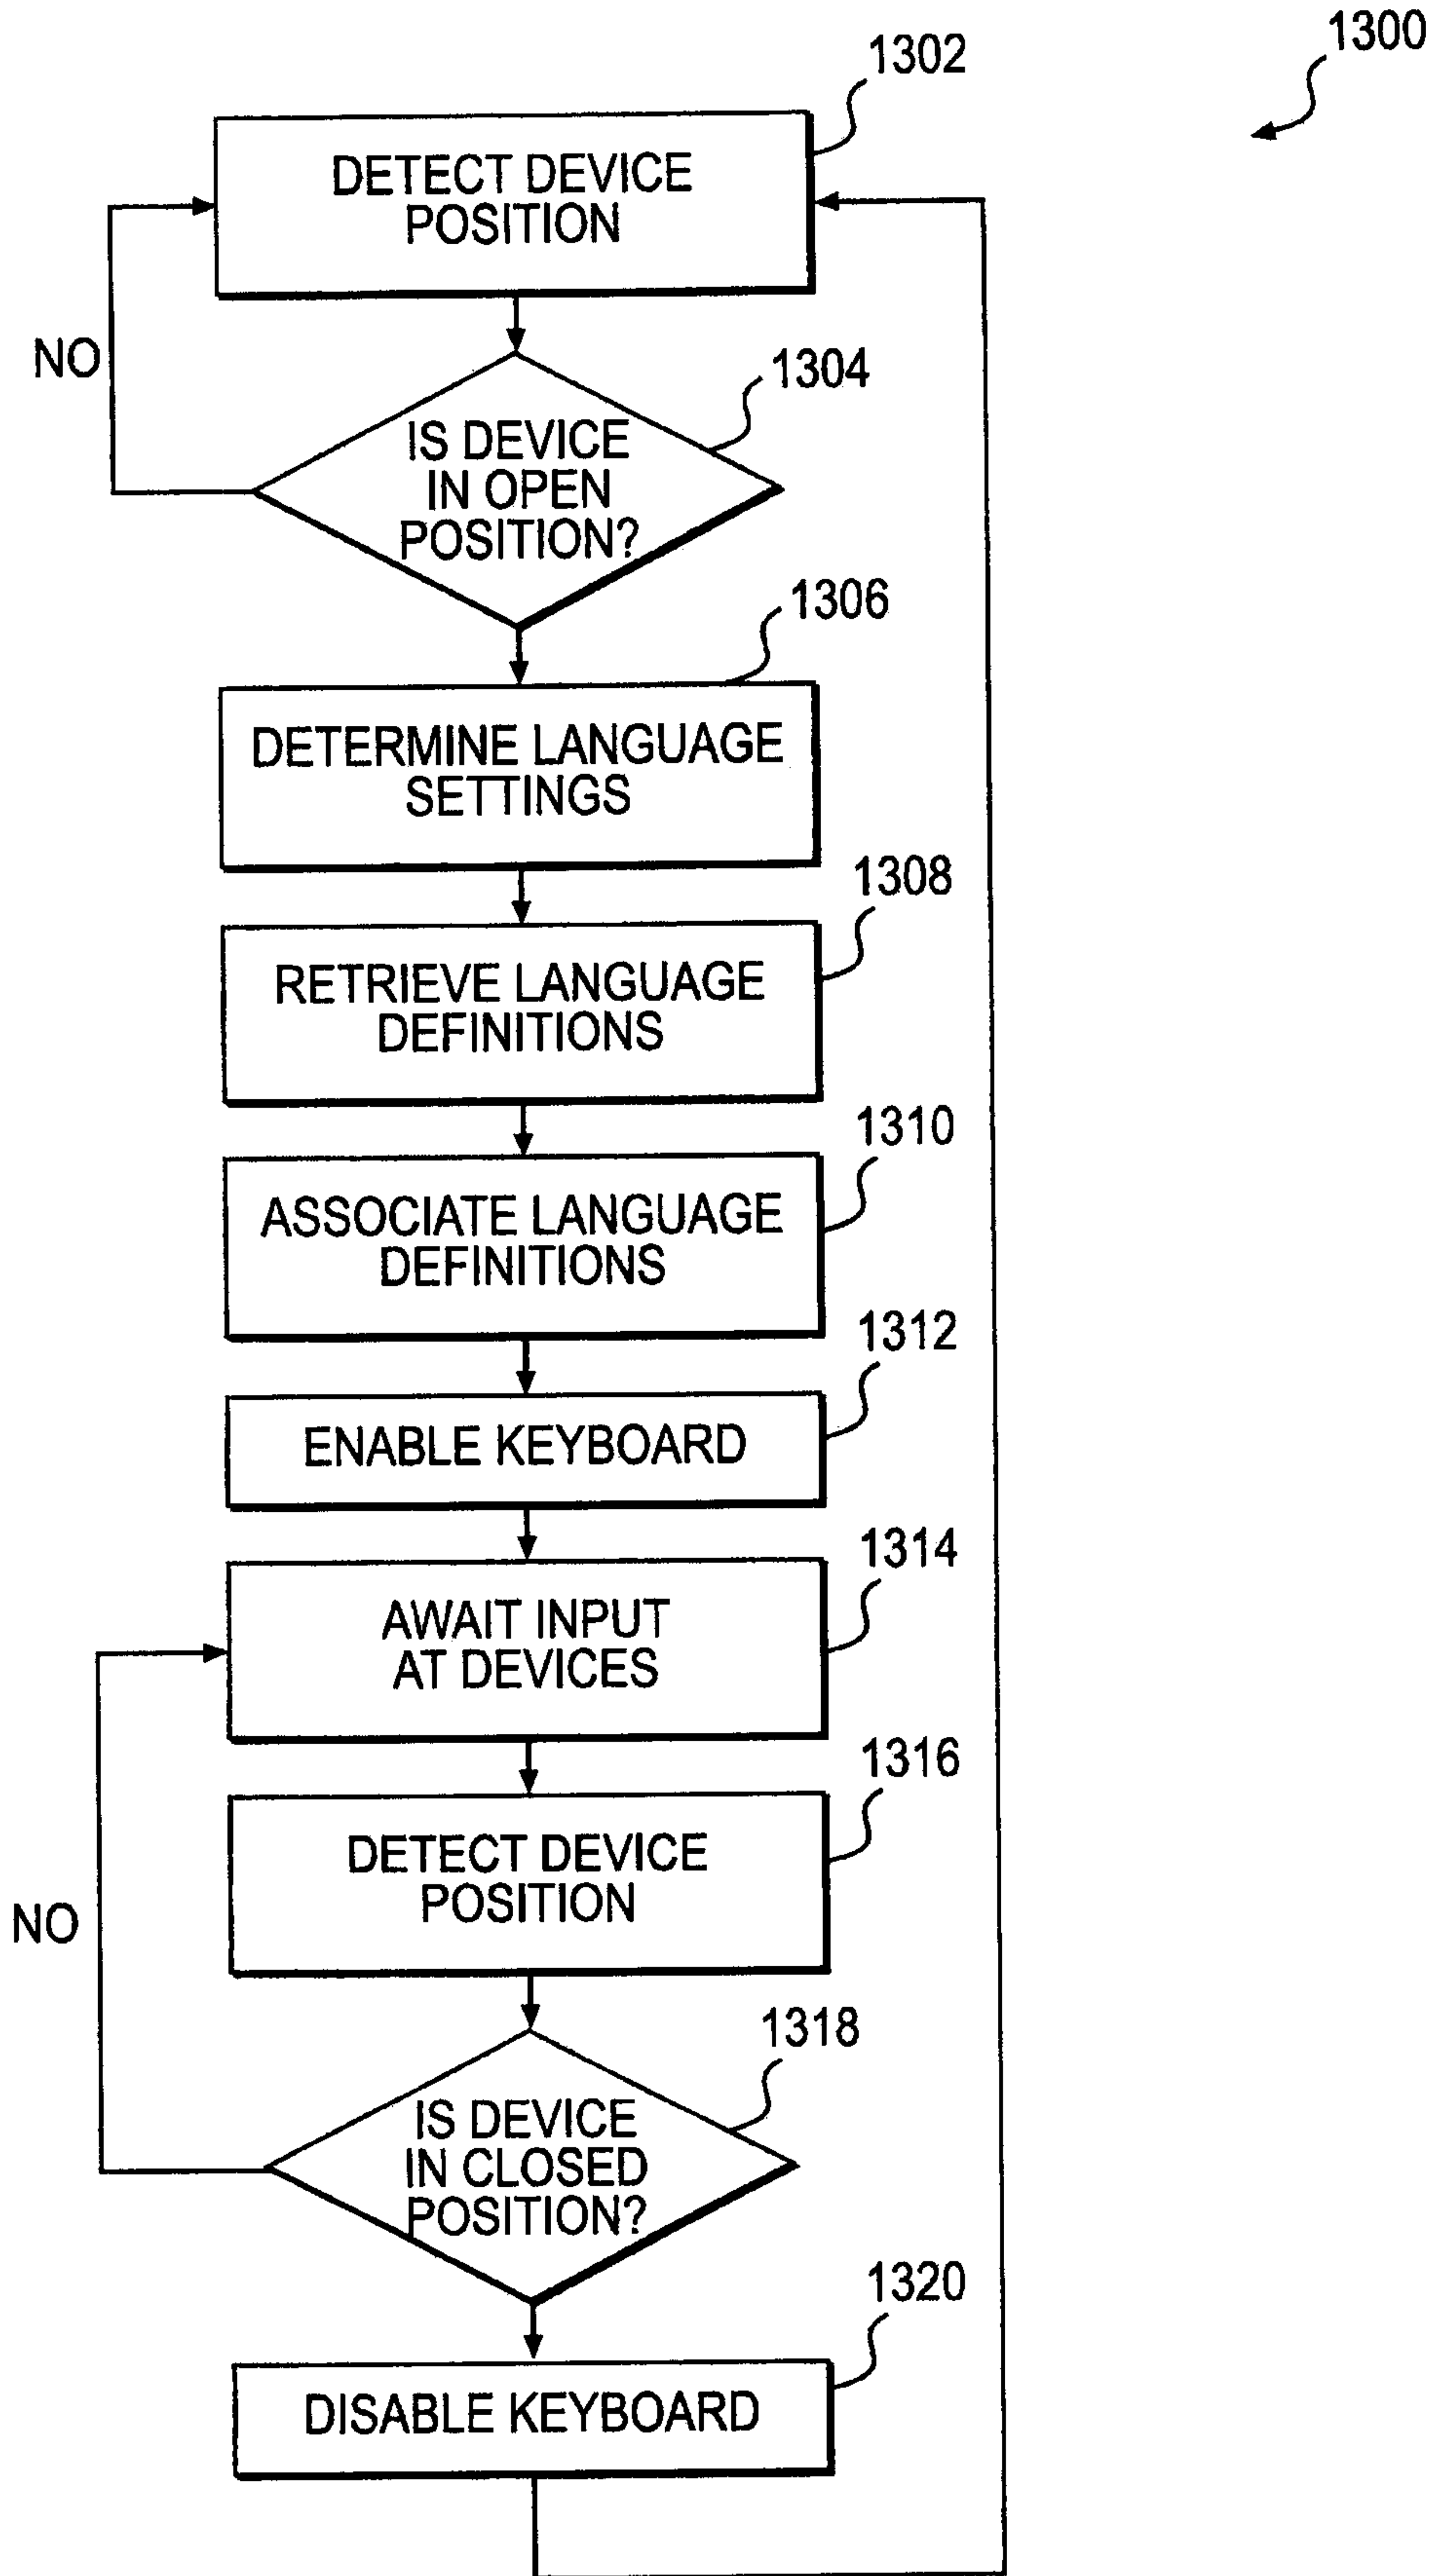 1300
1302
DETECT DEVICE
POSITION
NO
1304
IS DEVICE
IN OPEN
POSITION?
1306
DETERMINE LANGUAGE
SETTINGS
1308
RETRIEVE LANGUAGE
DEFINITIONS
1310
ASSOCIATE LANGUAGE
DEFINITIONS
1312
ENABLE KEYBOARD
1314
AWAIT INPUT
AT DEVICES
1316
DETECT DEVICE
POSITION
NO
1318
IS DEVICE
IN CLOSED
POSITION?
1320
DISABLE KEYBOARD